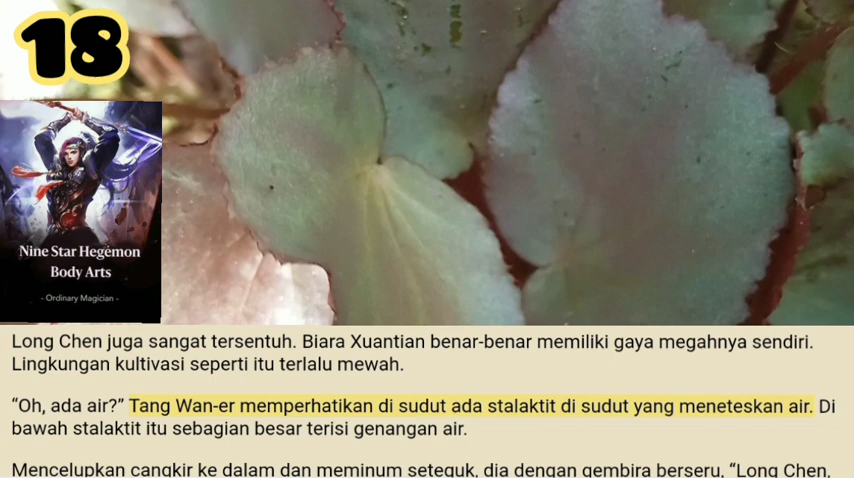 18
Nine Star Hegemon
Body Arts
- Ordinary Magician -
Long Chen juga sangat tersentuh. Biara Xuantian benar-benar memiliki gaya megahnya sendiri.
Lingkungan kultivasi seperti itu terlalu mewah.
“Oh, ada air?” Tang Wan-er memperhatikan di sudut ada stalaktit di sudut yang meneteskan air. Di
bawah stalaktit itu sebagian besar terisi genangan air.
Mencelupkan cangkir ke dalam dan meminum seteguk, dia dengan gembira berseru, “Long Chen,